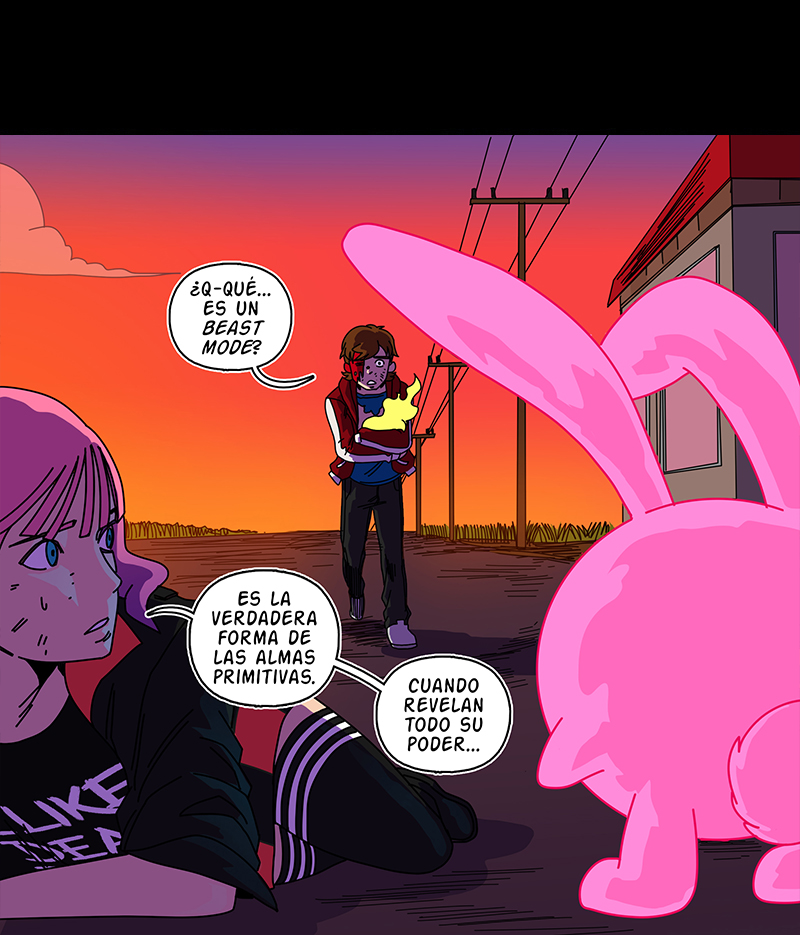 ¿Q-QUÉ...
ES UN
BEAST
MODE?
ES LA
VERDADERA
FORMA DE
LAS ALMAS
PRIMITIVAS.
CUANDO
REVELAN
TODO SU
PODER...